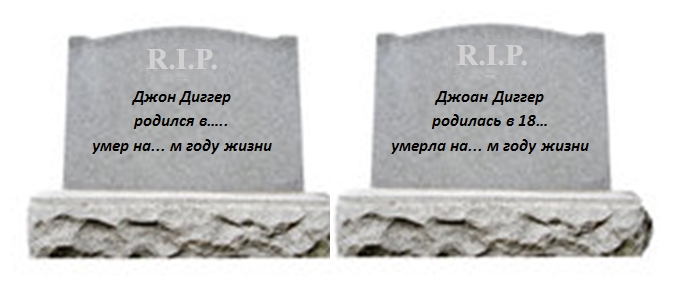 R.I.P.
Джон Диггер
родился в…..
умер на… м году жизни
R.I.P.
Джоан Диггер
родилась в 18…
умерла на… м году жизни